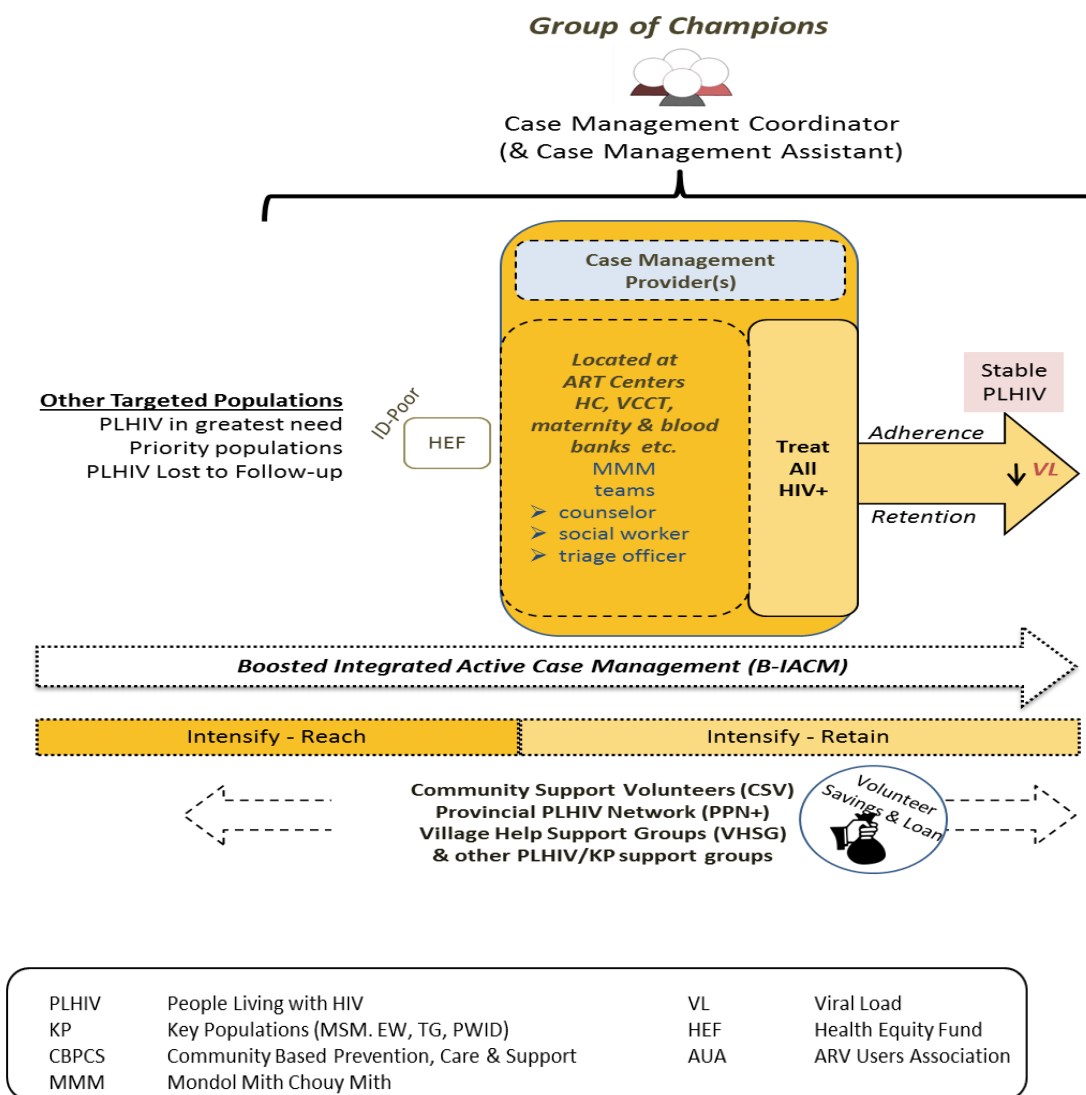 Group of Champions
Case Management Coordinator
(& Case Management Assistant)
Case Management
Provider(s)
Other Targeted Populations
PLHIV in greatest need
Priority populations
PLHIV Lost to Follow-up
ID-Poor
HEF
Located at
ART Centers
HC, VCCT,
maternity & blood
banks etc.
MMM
teams
➢ counselor
➢ social worker
➢ triage officer
Treat
All
HIV+
Stable
PLHIV
Adherence
↓ VL
Retention
Boosted Integrated Active Case Management (B-IACM)
Intensify - Reach
Intensify - Retain
Community Support Volunteers (CSV)
Provincial PLHIV Network (PPN+)
Village Help Support Groups (VHSG)
& other PLHIV/KP support groups
Volunteer
Savings & Loan
PLHIV People Living with HIV
KP Key Populations (MSM. EW, TG, PWID)
CBPCS Community Based Prevention, Care & Support
MMM Mondol Mith Chouy Mith
VL Viral Load
HEF Health Equity Fund
AUA ARV Users Association